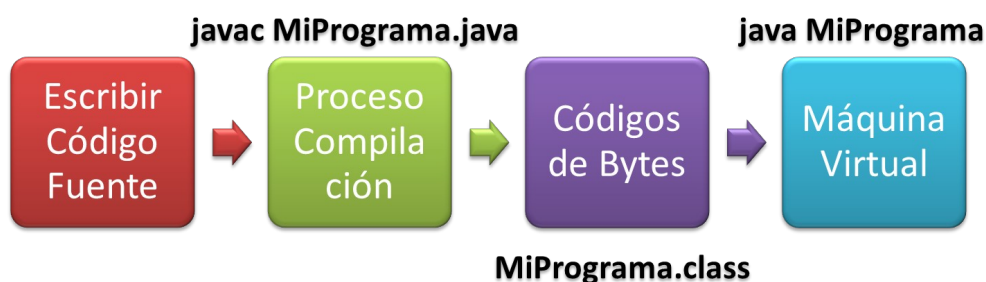 javac MiPrograma.java
java MiPrograma
Escribir
Código
Fuente
Proceso
Compila
ción
Códigos
de Bytes
Máquina
Virtual
MiPrograma.class